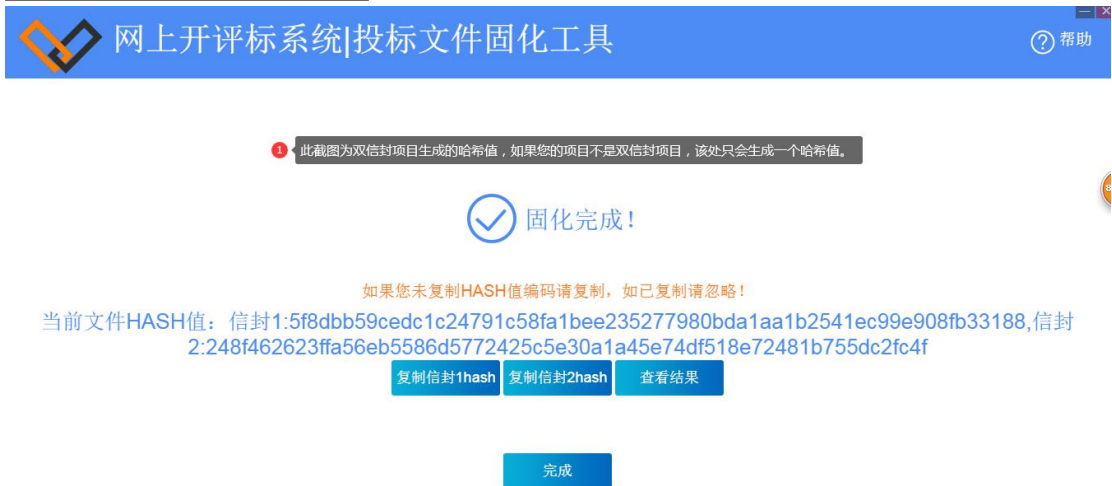 网上开评标系统|投标文件固化工具
帮助
1 此截图为双信封项目生成的哈希值，如果您的项目不是双信封项目，该处只会生成一个哈希值。
固化完成！
如果您未复制HASH值编码请复制，如已复制请忽略！
当前文件HASH值：信封1:5f8dbb59cedc1c24791c58fa1bee235277980bda1aa1b2541ec99e908fb33188,信封
2:248f462623ffa56eb5586d5772425c5e30a1a45e74df518e72481b755dc2fc4f
复制信封1hash 复制信封2hash 查看结果
完成